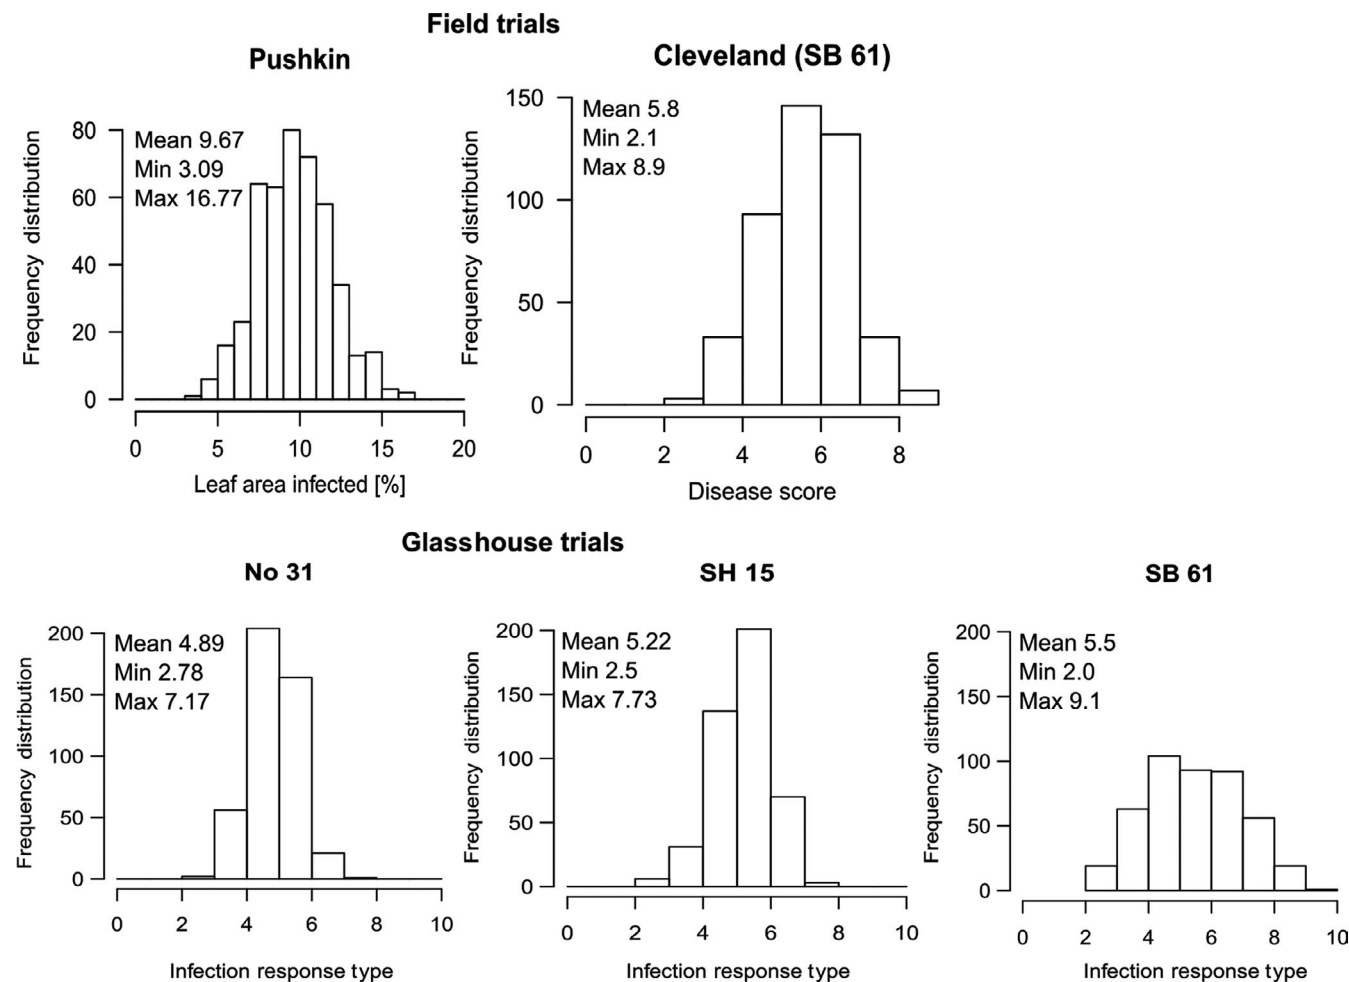 Field trials
Pushkin
Frequency distribution
80
60
40
20
0
Mean 9.67
Min 3.09
Max 16.77
0 5 10 15 20
Leaf area infected [%]
Cleveland (SB 61)
Frequency distribution
150
100
50
0
Mean 5.8
Min 2.1
Max 8.9
0 2 4 6 8
Disease score
Glasshouse trials
No 31
Frequency distribution
200
150
100
50
0
Mean 4.89
Min 2.78
Max 7.17
0 2 4 6 8 10
Infection response type
SH 15
Frequency distribution
200
150
100
50
0
Mean 5.22
Min 2.5
Max 7.73
0 2 4 6 8 10
Infection response type
SB 61
Frequency distribution
200
150
100
50
0
Mean 5.5
Min 2.0
Max 9.1
0 2 4 6 8 10
Infection response type